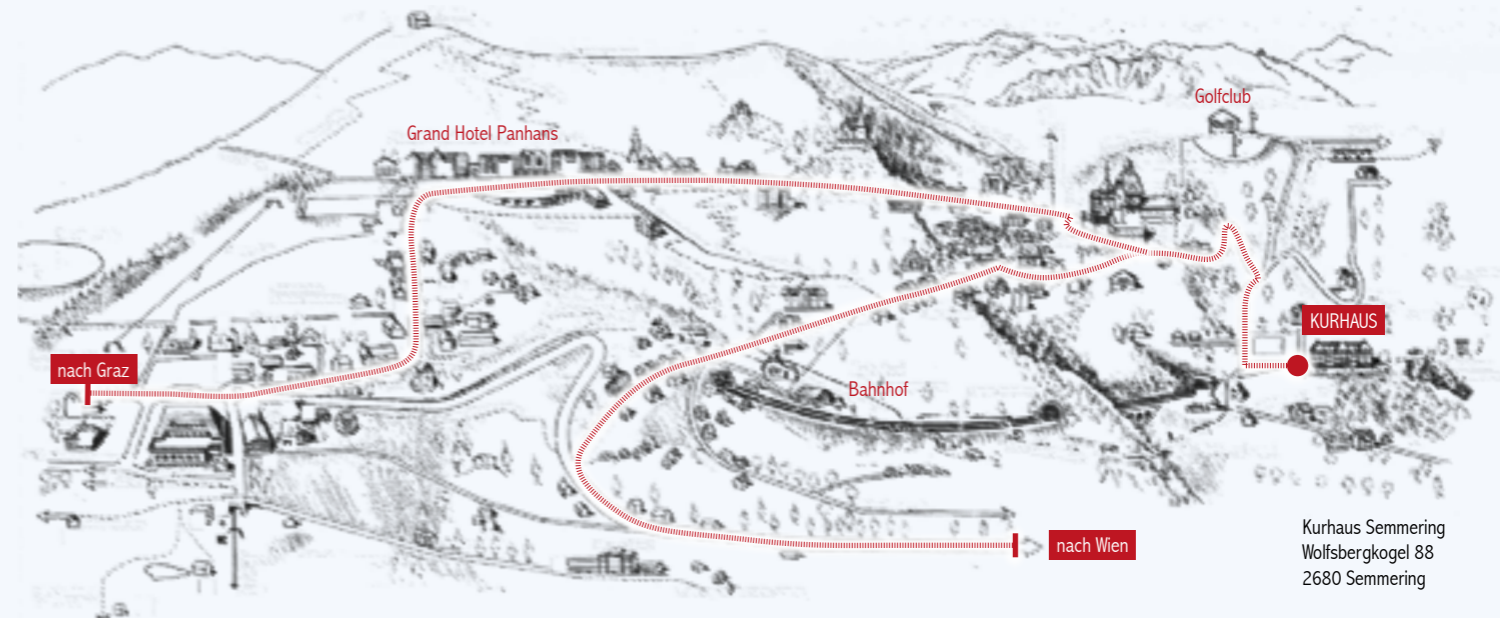 Golfclub
Grand Hotel Panhans
KURHAUS
nach Graz
Bahnhof
nach Wien
Kurhaus Semmering
Wolfsbergkogel 88
2680 Semmering